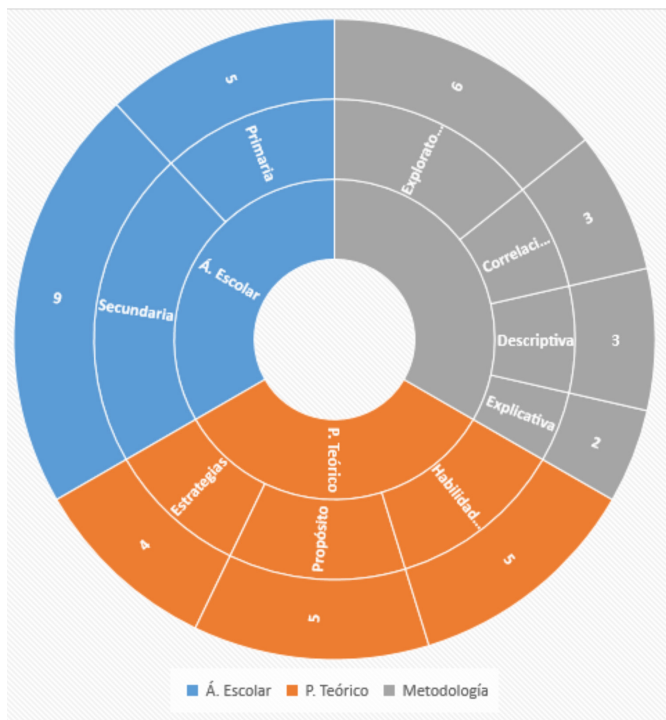 6
Explorato...
3
Correlaci...
Descriptiva
3
Explicativa
2
Habilidad...
5
P. Teórico
Propósito
5
Estrategias
4
Á. Escolar
Secundaria
9
Primaria
5
Á. Escolar P. Teórico Metodología